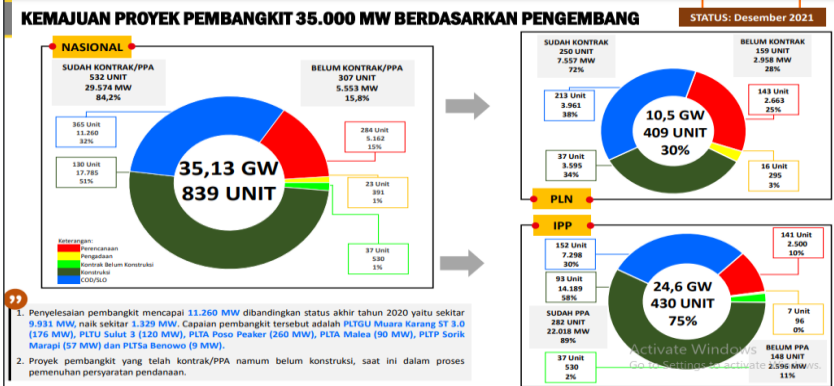 KEMAJUAN PROYEK PEMBANGKIT 35.000 MW BERDASARKAN PENGEMBANG
STATUS: Desember 2021
NASIONAL
SUDAH KONTRAK/PPA
532 UNIT
29.574 MW
84,2%
BELUM KONTRAK/PPA
307 UNIT
5.553 MW
15,8%
365 Unit
11.260
32%
130 Unit
17.785
51%
35,13 GW
839 UNIT
284 Unit
5.162
15%
23 Unit
391
1%
37 Unit
530
1%
Keterangan:
Perencanaan
Pengadaan
Kontrak Belum Konstruksi
Konstruksi
COD/SLO
SUDAH KONTRAK
250 UNIT
7.557 MW
72%
BELUM KONTRAK
159 UNIT
2.958 MW
28%
213 Unit
3.961
38%
37 Unit
3.595
34%
10,5 GW
409 UNIT
30%
143 Unit
2.663
25%
16 Unit
295
3%
PLN
IPP
152 Unit
7.298
30%
93 Unit
14.189
58%
SUDAH PPA
282 UNIT
22.018 MW
89%
37 Unit
530
2%
24,6 GW
430 UNIT
75%
141 Unit
2.500
10%
7 Unit
96
0%
BELUM PPA
148 UNIT
2.596 MW
11%
Activate Windows
Go to Settings to activate Windows.
1. Penyelesaian pembangkit mencapai 11.260 MW dibandingkan status akhir tahun 2020 yaitu sekitar
9.931 MW, naik sekitar 1.329 MW. Capaian pembangkit tersebut adalah PLTGU Muara Karang ST 3.0
(176 MW), PLTU Sulut 3 (120 MW), PLTA Poso Peaker (260 MW), PLTA Malea (90 MW), PLTP Sorik
Marapi (57 MW) dan PLTSa Benowo (9 MW).
2. Proyek pembangkit yang telah kontrak/PPA namum belum konstruksi, saat ini dalam proses
pemenuhan persyaratan pendanaan.